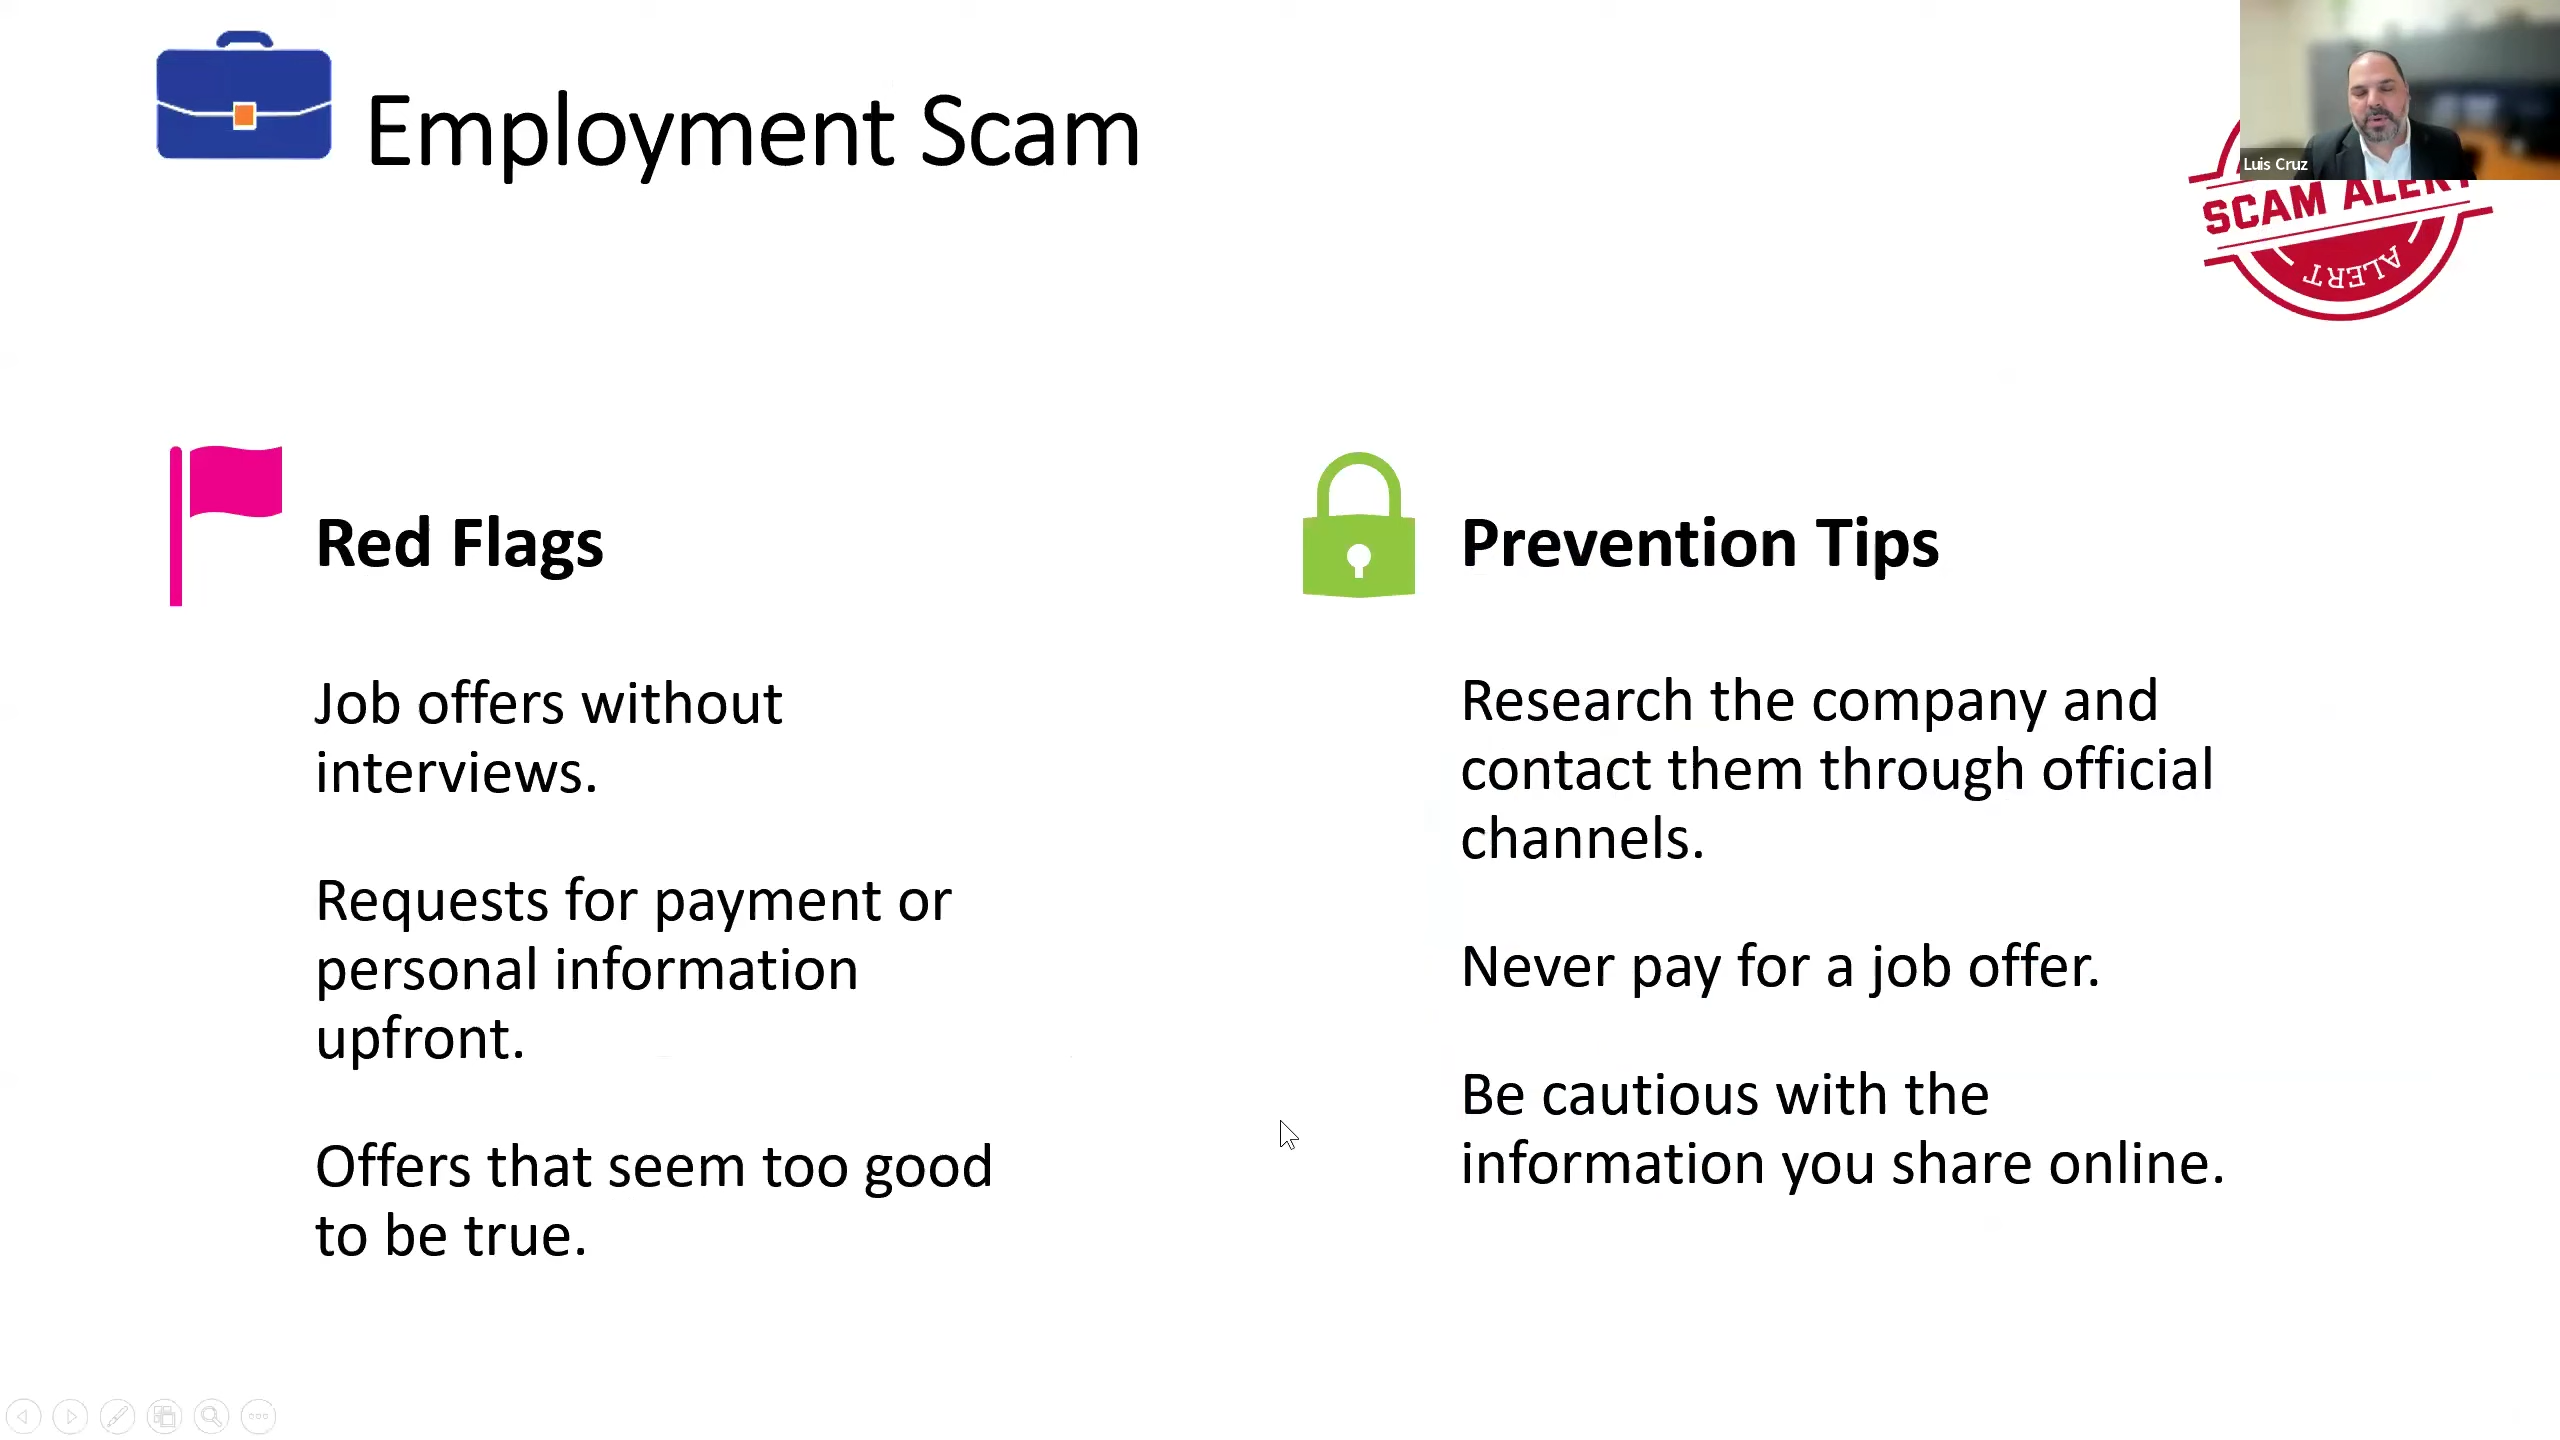 Employment Scam
Luis Cruz
SCAM ALERT
ALERT
Red Flags
Job offers without
interviews.
Requests for payment or
personal information
upfront.
Offers that seem too good
to be true.
Prevention Tips
Research the company and
contact them through official
channels.
Never pay for a job offer.
Be cautious with the
information you share online.